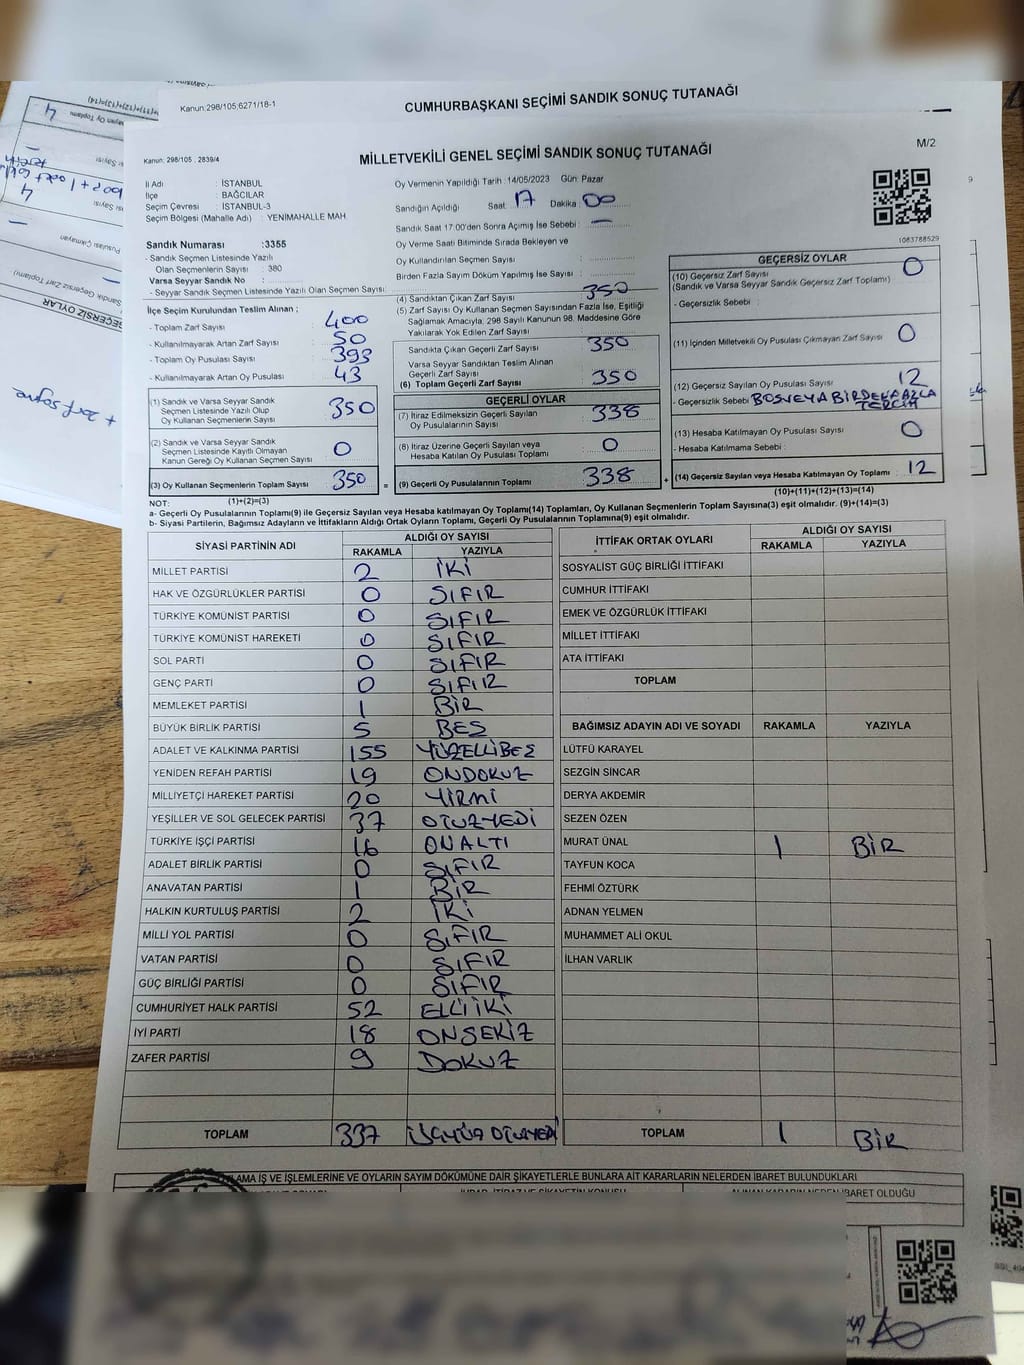 Kanun:298/105;6271/18-1
CUMHURBAŞKANI SEÇİMİ SANDIK SONUÇ TUTANAĞI
Kanun: 298/105 , 2839/4
MİLLETVEKİLİ GENEL SEÇİMİ SANDIK SONUÇ TUTANAĞI
M/2
İl Adı : İSTANBUL
İlçe : BAĞCILAR
Seçim Çevresi : İSTANBUL-3
Seçim Bölgesi (Mahalle Adı) : YENİMAHALLE MAH.
Sandık Numarası :3355
- Sandık Seçmen Listesinde Yazılı
Olan Seçmenlerin Sayısı : 380
Varsa Seyyar Sandık No :
- Seyyar Sandık Seçmen Listesinde Yazılı Olan Seçmen Sayısı:
Oy Vermenin Yapıldığı Tarih :14/05/2023 Gün: Pazar
Sandığın Açıldığı Saat 17 Dakika 00
Sandık Saat 17.00'den Sonra Açımış İse Sebebi : —
Oy Verme Saati Bitiminde Sırada Bekleyen ve
Oy Kullandırılan Seçmen Sayısı :
Birden Fazla Sayım Döküm Yapılmış İse Sayısı :
1083788529
İlçe Seçim Kurulundan Teslim Alınan ;
- Toplam Zarf Sayısı : 400
- Kullanılmayarak Artan Zarf Sayısı : 50
- Toplam Oy Pusulası Sayısı : 393
- Kullanılmayarak Artan Oy Pusulası : 43
(1) Sandık ve Varsa Seyyar Sandık
Seçmen Listesinde Yazılı Olup
Oy Kullanan Seçmenlerin Sayısı : 350
(2) Sandık ve Varsa Seyyar Sandık
Seçmen Listesinde Kayıtlı Olmayan
Kanun Gereği Oy Kullanan Seçmen Sayısı : 0
(3) Oy Kullanan Seçmenlerin Toplam Sayısı : 350
(1)+(2)=(3)
(4) Sandıktan Çıkan Zarf Sayısı : 350
(5) Zarf Sayısı Oy Kullanan Seçmen Sayısından Fazla İse, Eşitliği
Sağlamak Amacıyla, 298 Sayılı Kanunun 98. Maddesine Göre
Yakılarak Yok Edilen Zarf Sayısı :
Sandıkta Çıkan Geçerli Zarf Sayısı : 350
Varsa Seyyar Sandıktan Teslim Alınan
Geçerli Zarf Sayısı :
(6) Toplam Geçerli Zarf Sayısı : 350
GEÇERLİ OYLAR
(7) İtiraz Edilmeksizin Geçerli Sayılan
Oy Pusulalarının Sayısı : 338
(8) İtiraz Üzerine Geçerli Sayılan veya
Hesaba Katılan Oy Pusulası Toplamı : 0
= (9) Geçerli Oy Pusulalarının Toplamı : 338
GEÇERSİZ OYLAR
(10) Geçersiz Zarf Sayısı : 0
(Sandık ve Varsa Seyyar Sandık Geçersiz Zarf Toplamı)
- Geçersizlik Sebebi :
(11) İçinden Milletvekili Oy Pusulası Çıkmayan Zarf Sayısı : 0
(12) Geçersiz Sayılan Oy Pusulası Sayısı : 12
- Geçersizlik Sebebi : BOŞ VEYA BİRDEN FAZLA
TERCİH
(13) Hesaba Katılmayan Oy Pusulası Sayısı : 0
- Hesaba Katılmama Sebebi :
+ (14) Geçersiz Sayılan veya Hesaba Katılmayan Oy Toplamı : 12
(10)+(11)+(12)+(13)=(14)
NOT:
a- Geçerli Oy Pusulalarının Toplamı(9) ile Geçersiz Sayılan veya Hesaba katılmayan Oy Toplamı(14) Toplamları, Oy Kullanan Seçmenlerin Toplam Sayısına(3) eşit olmalıdır. (9)+(14)=(3)
b- Siyasi Partilerin, Bağımsız Adayların ve İttifakların Aldığı Ortak Oyların Toplamı, Geçerli Oy Pusulalarının Toplamına(9) eşit olmalıdır.
SİYASİ PARTİNİN ADI ALDIĞI OY SAYISI
RAKAMLA YAZIYLA
MİLLET PARTİSİ 2 İKİ
HAK VE ÖZGÜRLÜKLER PARTİSİ 0 SIFIR
TÜRKİYE KOMÜNİST PARTİSİ 0 SIFIR
TÜRKİYE KOMÜNİST HAREKETİ 0 SIFIR
SOL PARTİ 0 SIFIR
GENÇ PARTİ 0 SIFIR
MEMLEKET PARTİSİ 1 BİR
BÜYÜK BİRLİK PARTİSİ 5 BEŞ
ADALET VE KALKINMA PARTİSİ 155 YÜZELLİBEŞ
YENİDEN REFAH PARTİSİ 19 ONDOKUZ
MİLLİYETÇİ HAREKET PARTİSİ 20 YİRMİ
YEŞİLLER VE SOL GELECEK PARTİSİ 37 OTUZYEDİ
TÜRKİYE İŞÇİ PARTİSİ 16 ONALTI
ADALET BİRLİK PARTİSİ 0 SIFIR
ANAVATAN PARTİSİ 1 BİR
HALKIN KURTULUŞ PARTİSİ 2 İKİ
MİLLİ YOL PARTİSİ 0 SIFIR
VATAN PARTİSİ 0 SIFIR
GÜÇ BİRLİĞİ PARTİSİ 0 SIFIR
CUMHURİYET HALK PARTİSİ 52 ELLİİKİ
İYİ PARTİ 18 ONSEKİZ
ZAFER PARTİSİ 9 DOKUZ
TOPLAM 337 ÜÇYÜZ OTUZYEDİ
İTTİFAK ORTAK OYLARI ALDIĞI OY SAYISI
RAKAMLA YAZIYLA
SOSYALİST GÜÇ BİRLİĞİ İTTİFAKI
CUMHUR İTTİFAKI
EMEK VE ÖZGÜRLÜK İTTİFAKI
MİLLET İTTİFAKI
ATA İTTİFAKI
TOPLAM
BAĞIMSIZ ADAYIN ADI VE SOYADI RAKAMLA YAZIYLA
LÜTFÜ KARAYEL
SEZGİN SİNCAR
DERYA AKDEMİR
SEZEN ÖZEN
MURAT ÜNAL 1 BİR
TAYFUN KOCA
FEHMİ ÖZTÜRK
ADNAN YELMEN
MUHAMMET ALİ OKUL
İLHAN VARLIK
TOPLAM 1 BİR
AMA İŞ VE İŞLEMLERİNE VE OYLARIN SAYIM DÖKÜMÜNE DAİR ŞİKAYETLERLE BUNLARA AİT KARARLARIN NELERDEN İBARET BULUNDUKLARI